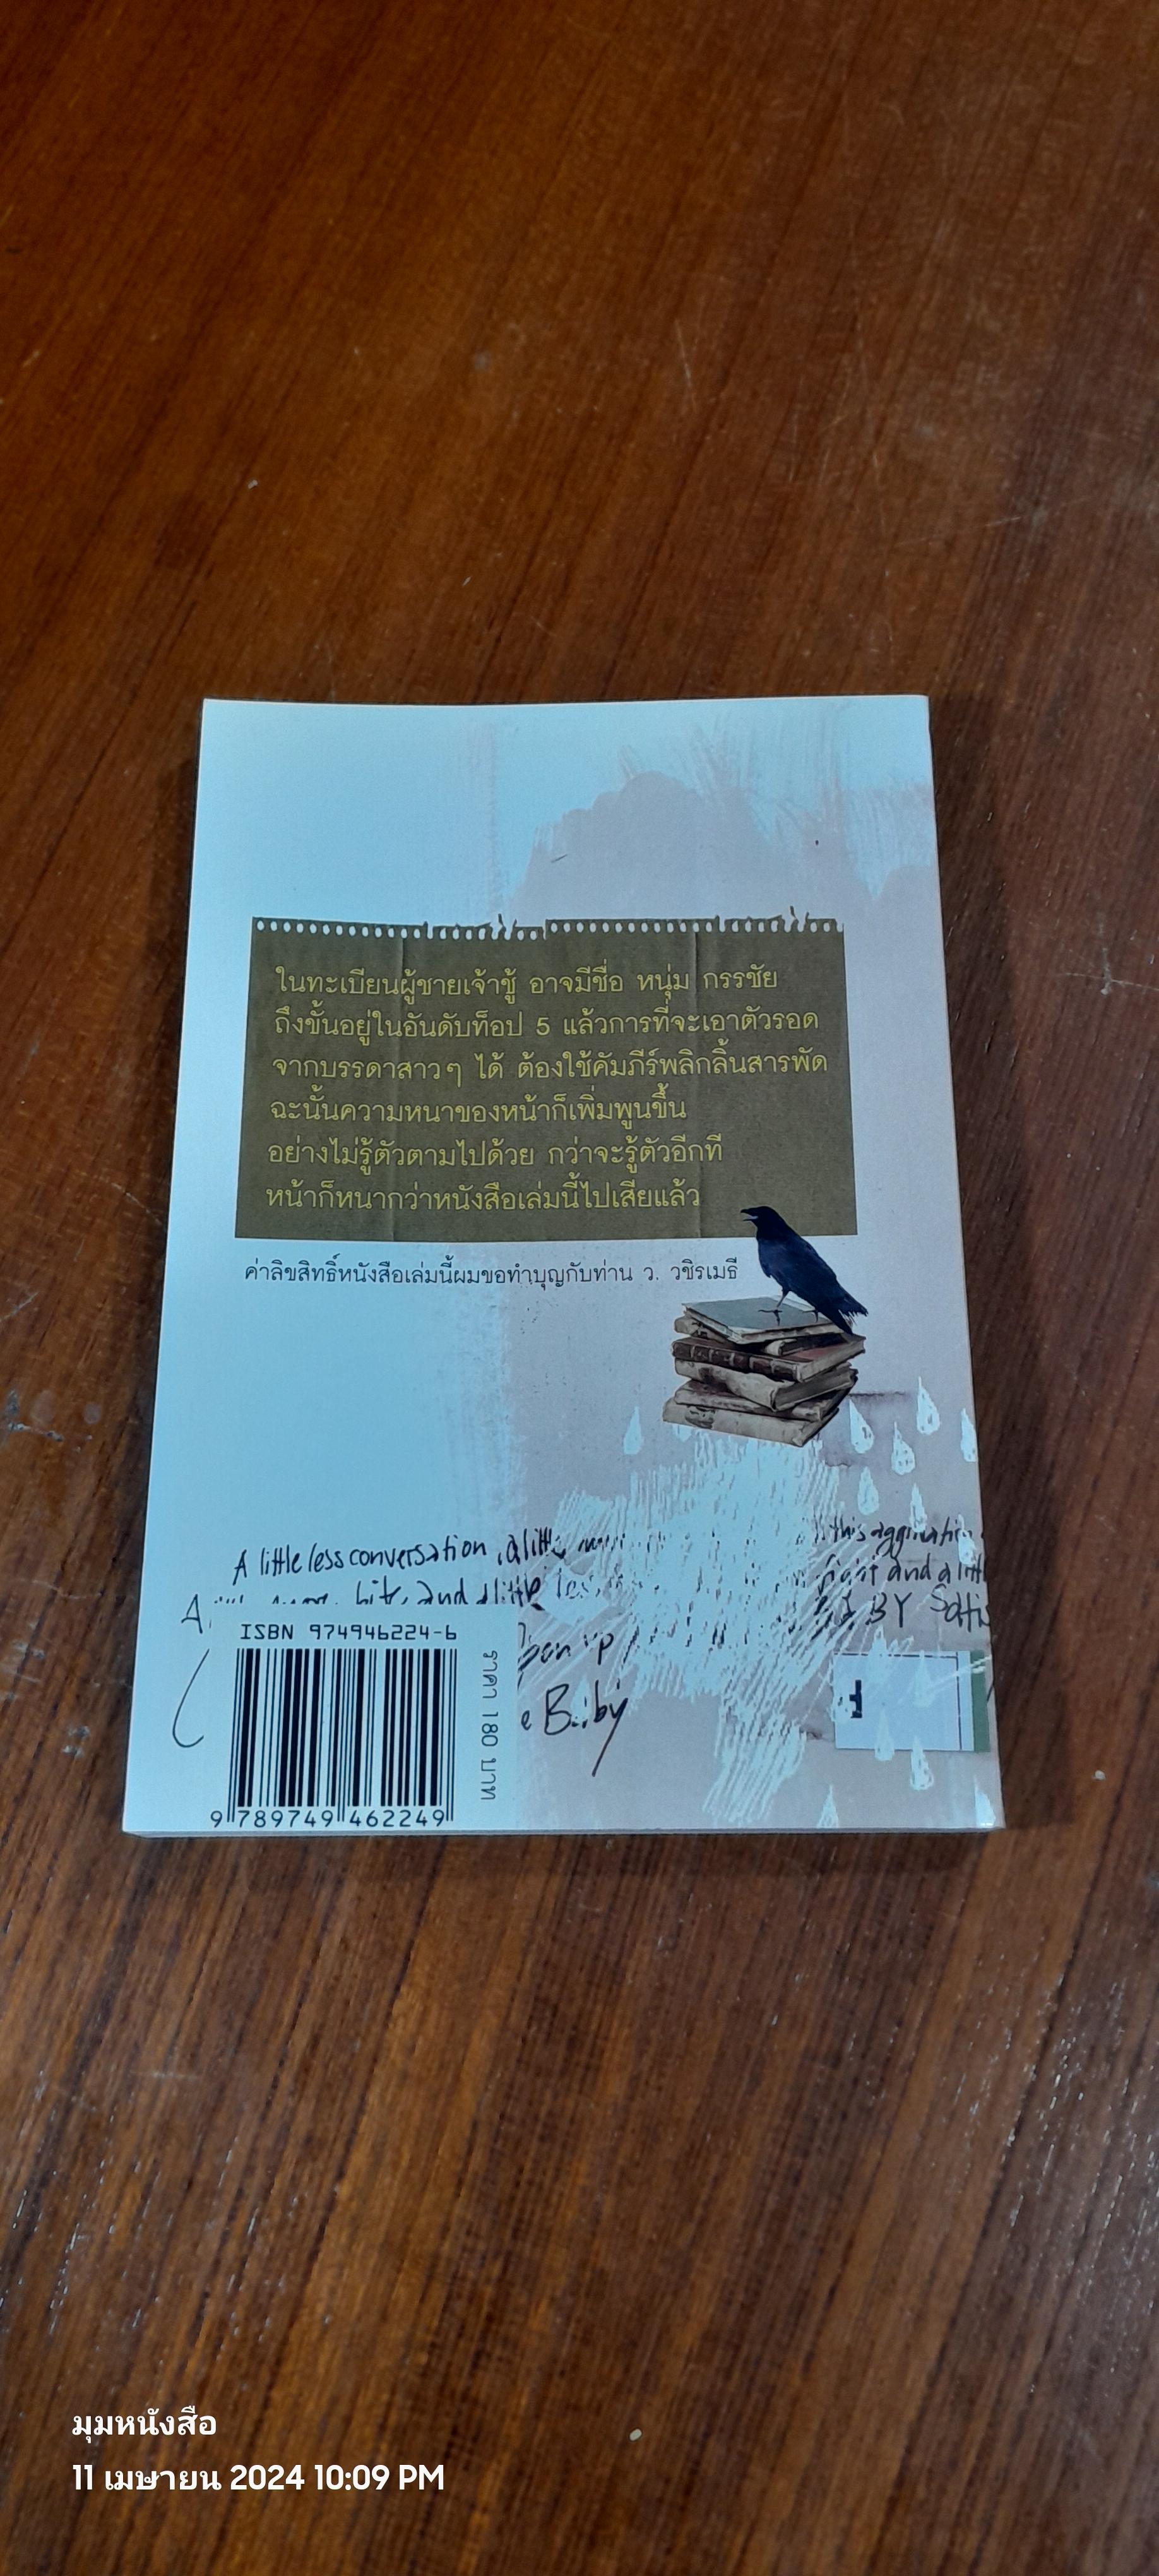 ในทะเบียนผู้ชายเจ้าชู้ อาจมีชื่อ หนุ่ม กรรชัย
ถึงขั้นอยู่ในอันดับท็อป 5 แล้วการที่จะเอาตัวรอด
จากบรรดาสาวๆ ได้ ต้องใช้คัมภีร์พลิกลิ้นสารพัด
ฉะนั้นความหนาของหน้าก็เพิ่มพูนขึ้น
อย่างไม่รู้ตัวตามไปด้วย กว่าจะรู้ตัวอีกที
หน้าก็หนากว่าหนังสือเล่มนี้ไปเสียแล้ว
ค่าลิขสิทธิ์หนังสือเล่มนี้ผมขอทำบุญกับท่าน ว. วชิรเมธี
A little less conversation, a little this aggravation
and a little less and a
BY
ISBN 974946224-6
up
Baby
ราคา 180 บาท
9 789749 462249
มุมหนังสือ
11 เมษายน 2024 10:09 PM